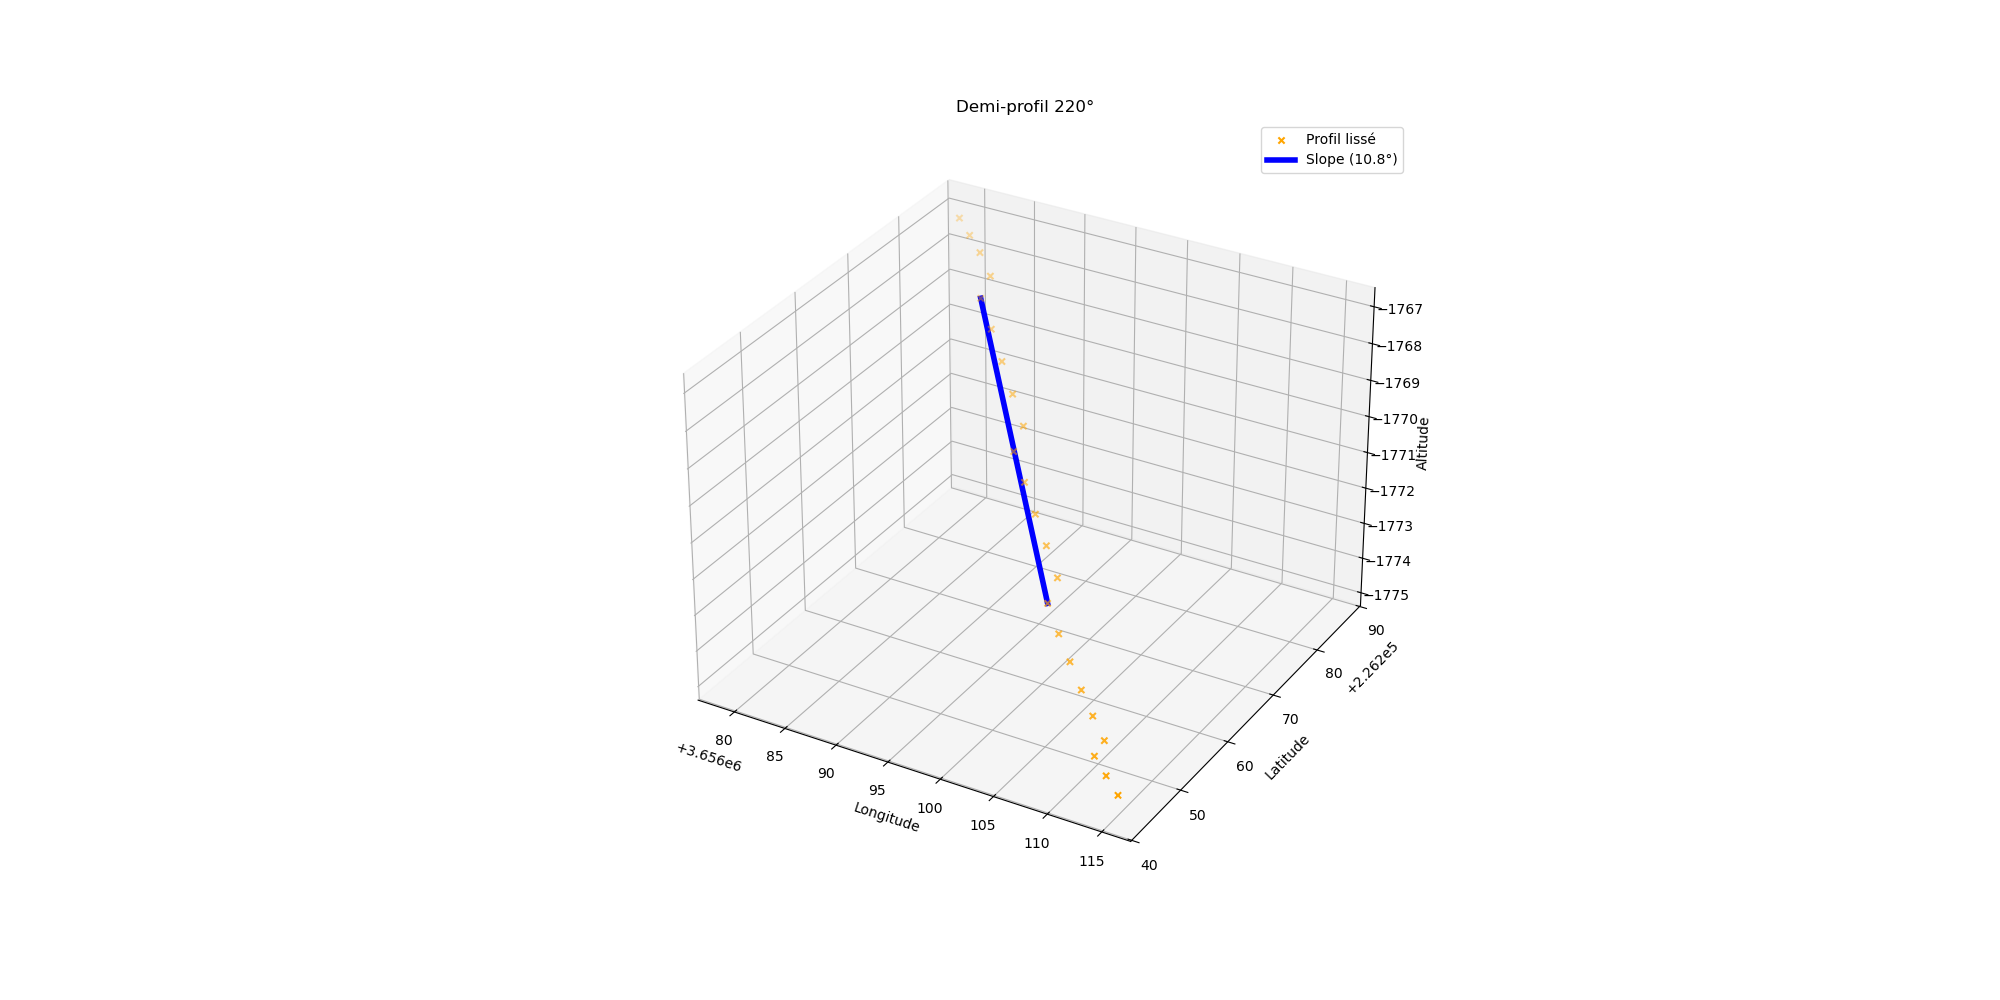 Demi-profil 220°
Profil lissé
Slope (10.8°)
−1767
−1768
−1769
−1770
−1771
−1772
−1773
−1774
−1775
Altitude
90
80
70
60
50
40
+2.262e5
Latitude
80
85
90
95
100
105
110
115
+3.656e6
Longitude